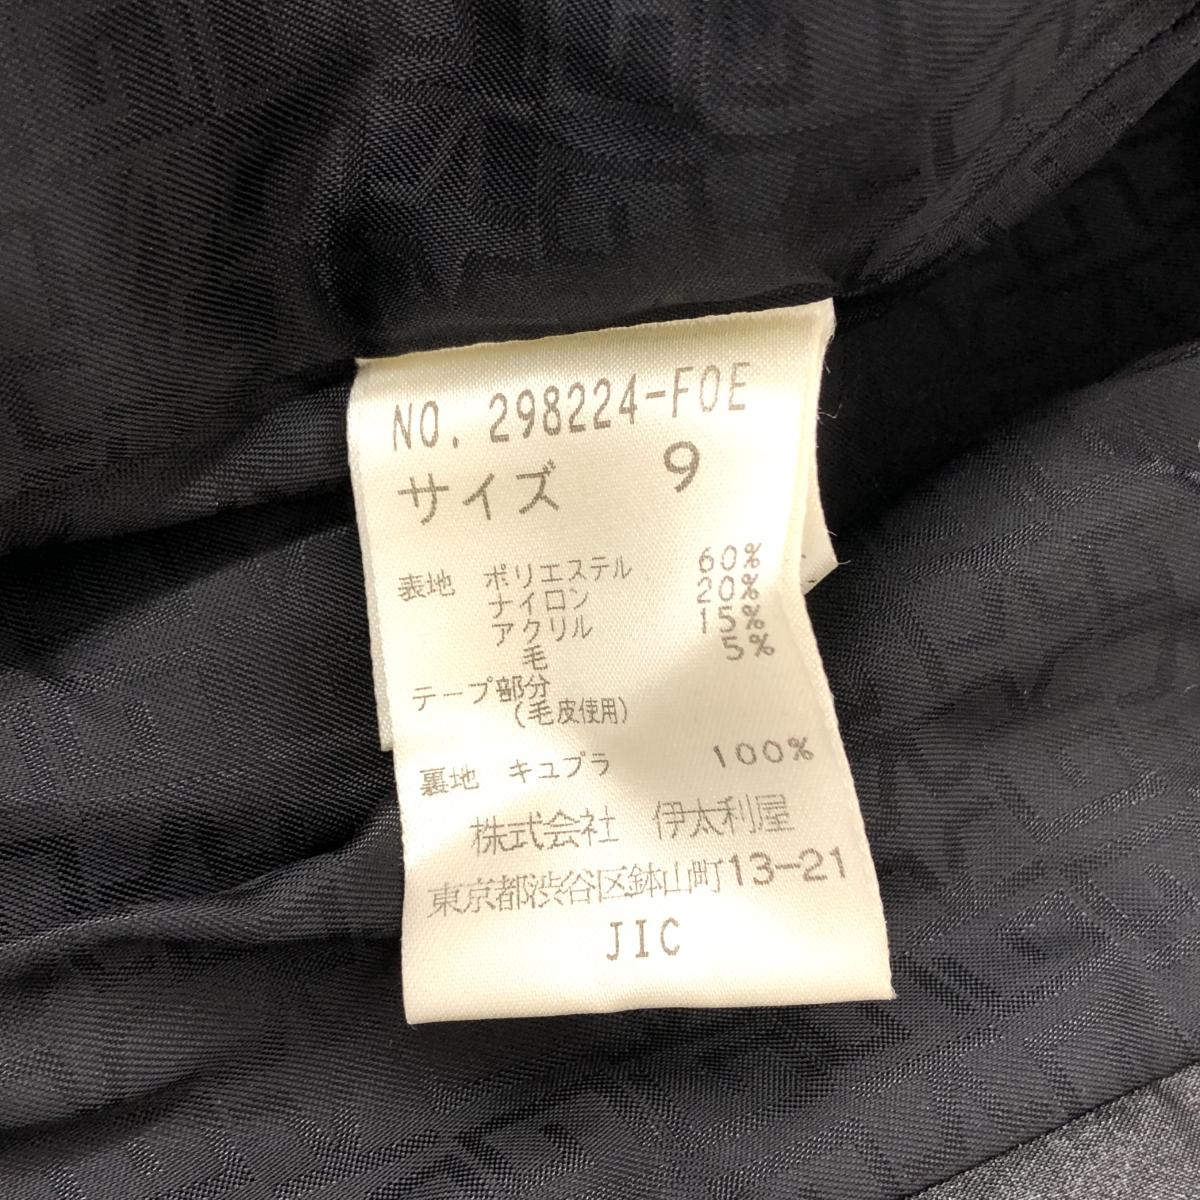 NO. 298224-FOE
サイズ 9
表地 ポリエステル 60%
ナイロン 20%
アクリル 15%
毛 5%
テープ部分
(毛皮使用)
裏地 キュプラ 100%
株式会社 伊太利屋
東京都渋谷区鉢山町13-21
JIC